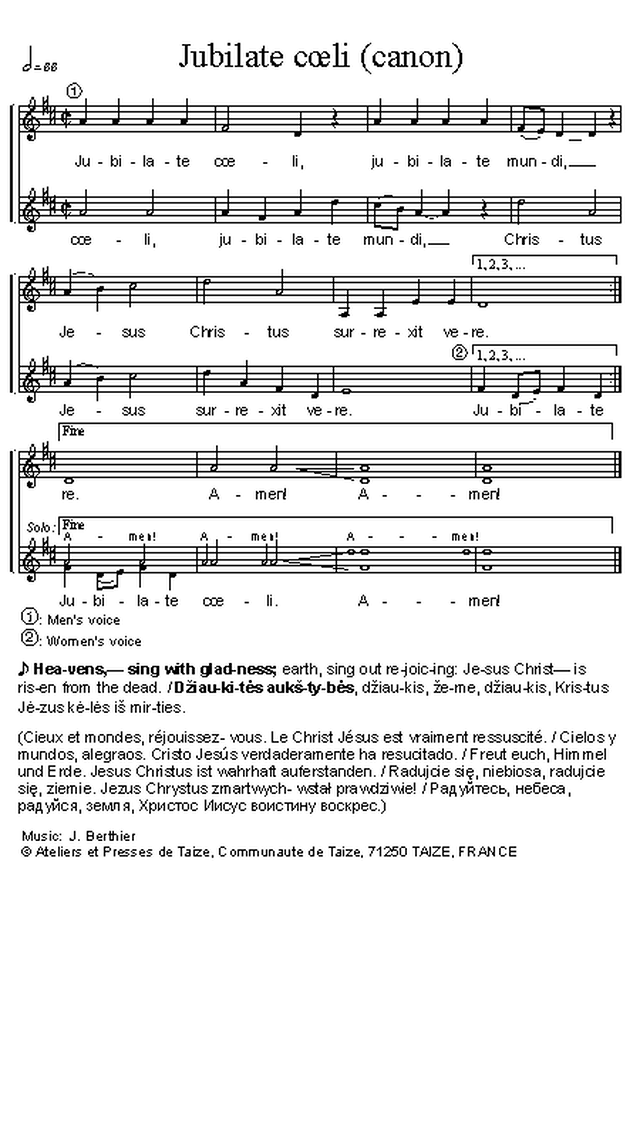 Jubilate cœli (canon)
=88
1
Ju - bi - la - te cœ - li, ju - bi - la - te mun - di,
cœ - li, ju - bi - la - te mun - di, Chris - tus
1,2,3, ...
Je - sus Chris - tus sur - re - xit ve - re.
2 1,2,3, ...
Je - sus sur - re - xit ve - re. Ju - bi - la - te
Fine
re. A - men! A - men!
Solo: Fine
A - men! A - men! A - men!
Ju - bi - la - te cœ - li. A - men!
1: Men's voice
2: Women's voice
♪ Hea-vens,— sing with glad-ness; earth, sing out re-joic-ing: Je-sus Christ— is
ris-en from the dead. / Džiau-ki-tės aukš-ty-bės, džiau-kis, že-me, džiau-kis, Kris-tus
Jė-zus kė-lės iš mir-ties.
(Cieux et mondes, réjouissez- vous. Le Christ Jésus est vraiment ressuscité. / Cielos y
mundos, alegraos. Cristo Jesús verdaderamente ha resucitado. / Freut euch, Himmel
und Erde. Jesus Christus ist wahrhaft auferstanden. / Radujcie się, niebiosa, radujcie
się, ziemie. Jezus Chrystus zmartwych- wstał prawdziwie! / Радуйтесь, небеса,
радуйся, земля, Христос Иисус воистину воскрес.)
Music: J. Berthier
© Ateliers et Presses de Taize, Communaute de Taize, 71250 TAIZE, FRANCE